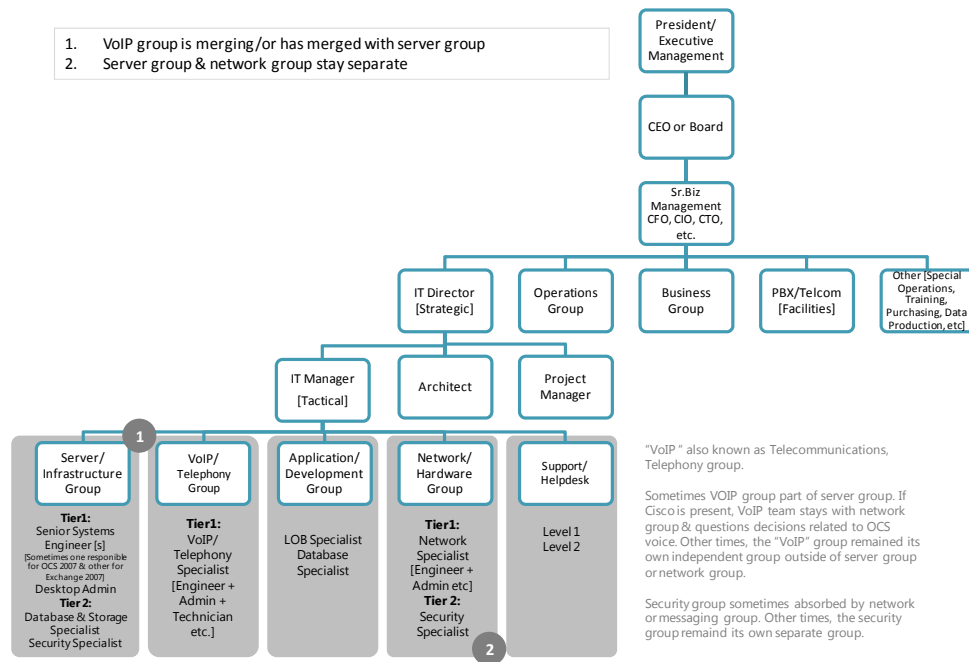 1. VoIP group is merging/or has merged with server group
2. Server group & network group stay separate
President/
Executive
Management
CEO or Board
Sr.Biz
Management
CFO, CIO, CTO,
etc.
IT Director
[Strategic]
Operations
Group
Business
Group
PBX/Telcom
[Facilities]
Other [Special
Operations,
Training,
Purchasing, Data
Production, etc]
IT Manager
[Tactical]
Architect
Project
Manager
1
Server/
Infrastructure
Group
VoIP/
Telephony
Group
Application/
Development
Group
Network/
Hardware
Group
Support/
Helpdesk
Tier1:
Senior Systems
Engineer [s]
[Sometimes one responible
for OCS 2007 & other for
Exchange 2007]
Desktop Admin
Tier 2:
Database & Storage
Specialist
Security Specialist
Tier1:
VoIP/
Telephony
Specialist
[Engineer +
Admin +
Technician
etc.]
LOB Specialist
Database
Specialist
Tier1:
Network
Specialist
[Engineer +
Admin etc]
Tier 2:
Security
Specialist
2
Level 1
Level 2
"VoIP " also known as Telecommunications,
Telephony group.
Sometimes VOIP group part of server group. If
Cisco is present, VoIP team stays with network
group & questions decisions related to OCS
voice. Other times, the "VoIP" group remained its
own independent group outside of server group
or network group.
Security group sometimes absorbed by network
or messaging group. Other times, the security
group remaind its own separate group.